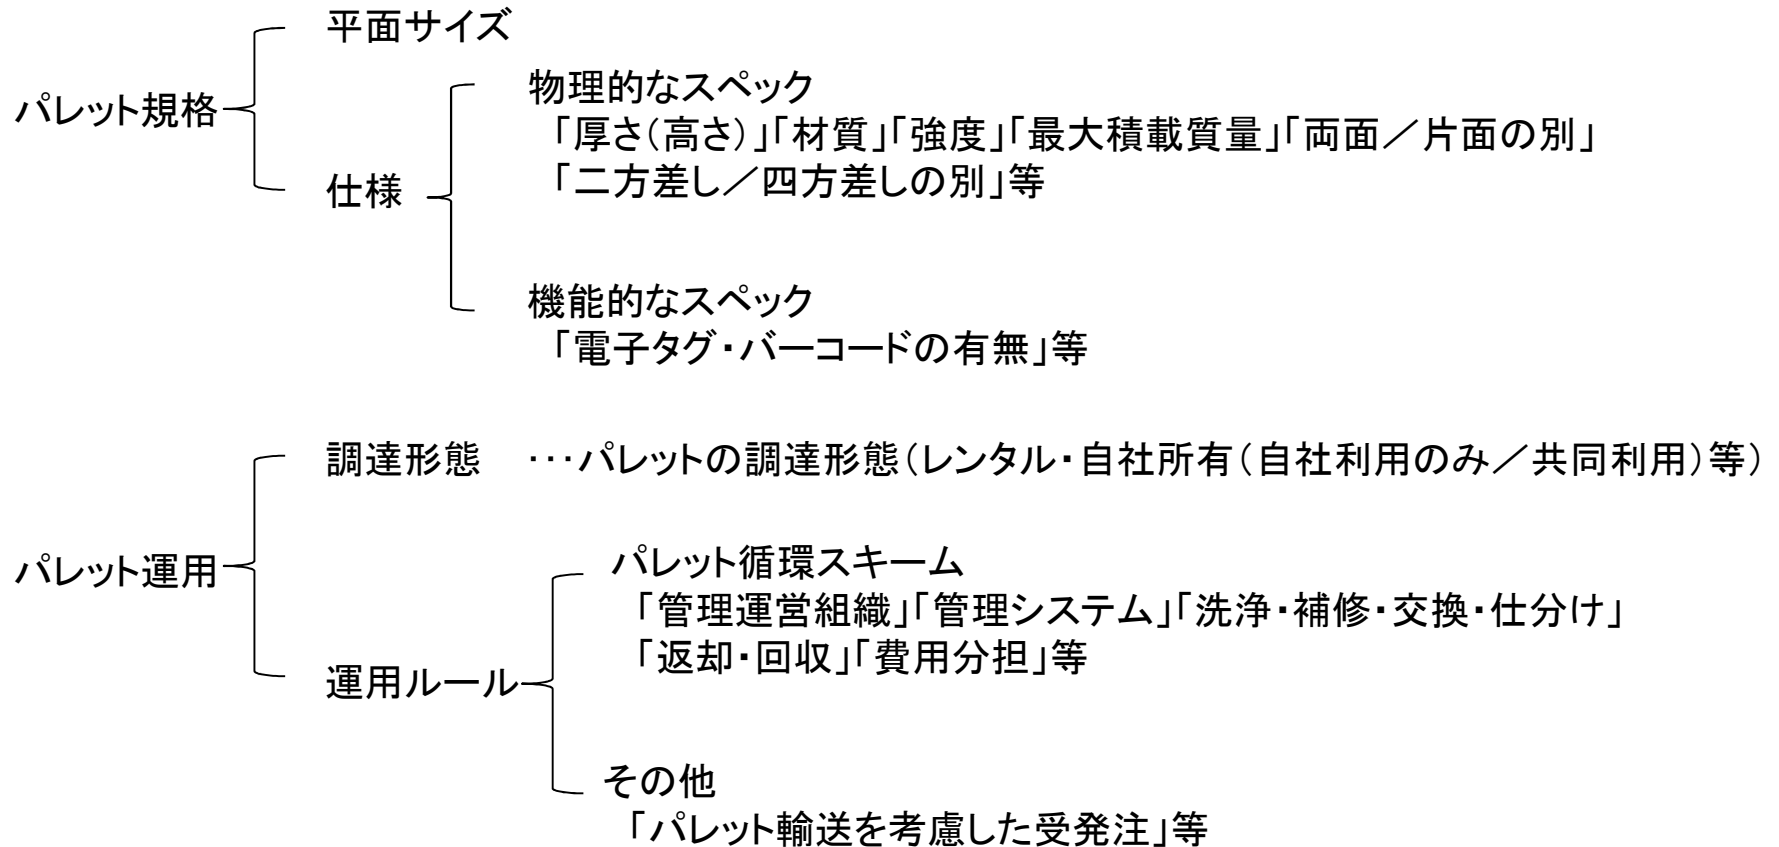 平面サイズ
パレット規格
物理的なスペック
「厚さ(高さ)」「材質」「強度」「最大積載質量」「両面／片面の別」
「二方差し／四方差しの別」等
仕様
機能的なスペック
「電子タグ・バーコードの有無」等
調達形態 ･･･パレットの調達形態(レンタル・自社所有(自社利用のみ／共同利用)等)
パレット運用
パレット循環スキーム
「管理運営組織」「管理システム」「洗浄・補修・交換・仕分け」
「返却・回収」「費用分担」等
運用ルール
その他
「パレット輸送を考慮した受発注」等